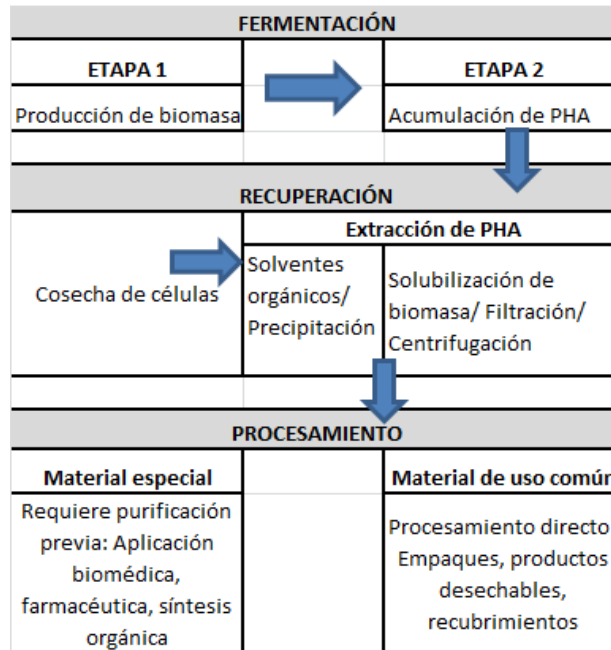 FERMENTACIÓN
ETAPA 1
ETAPA 2
Producción de biomasa
Acumulación de PHA
RECUPERACIÓN
Extracción de PHA
Cosecha de células
Solventes
orgánicos/
Precipitación
Solubilización de
biomasa/ Filtración/
Centrifugación
PROCESAMIENTO
Material especial
Material de uso común
Requiere purificación
previa: Aplicación
biomédica,
farmacéutica, síntesis
orgánica
Procesamiento directo
Empaques, productos
desechables,
recubrimientos